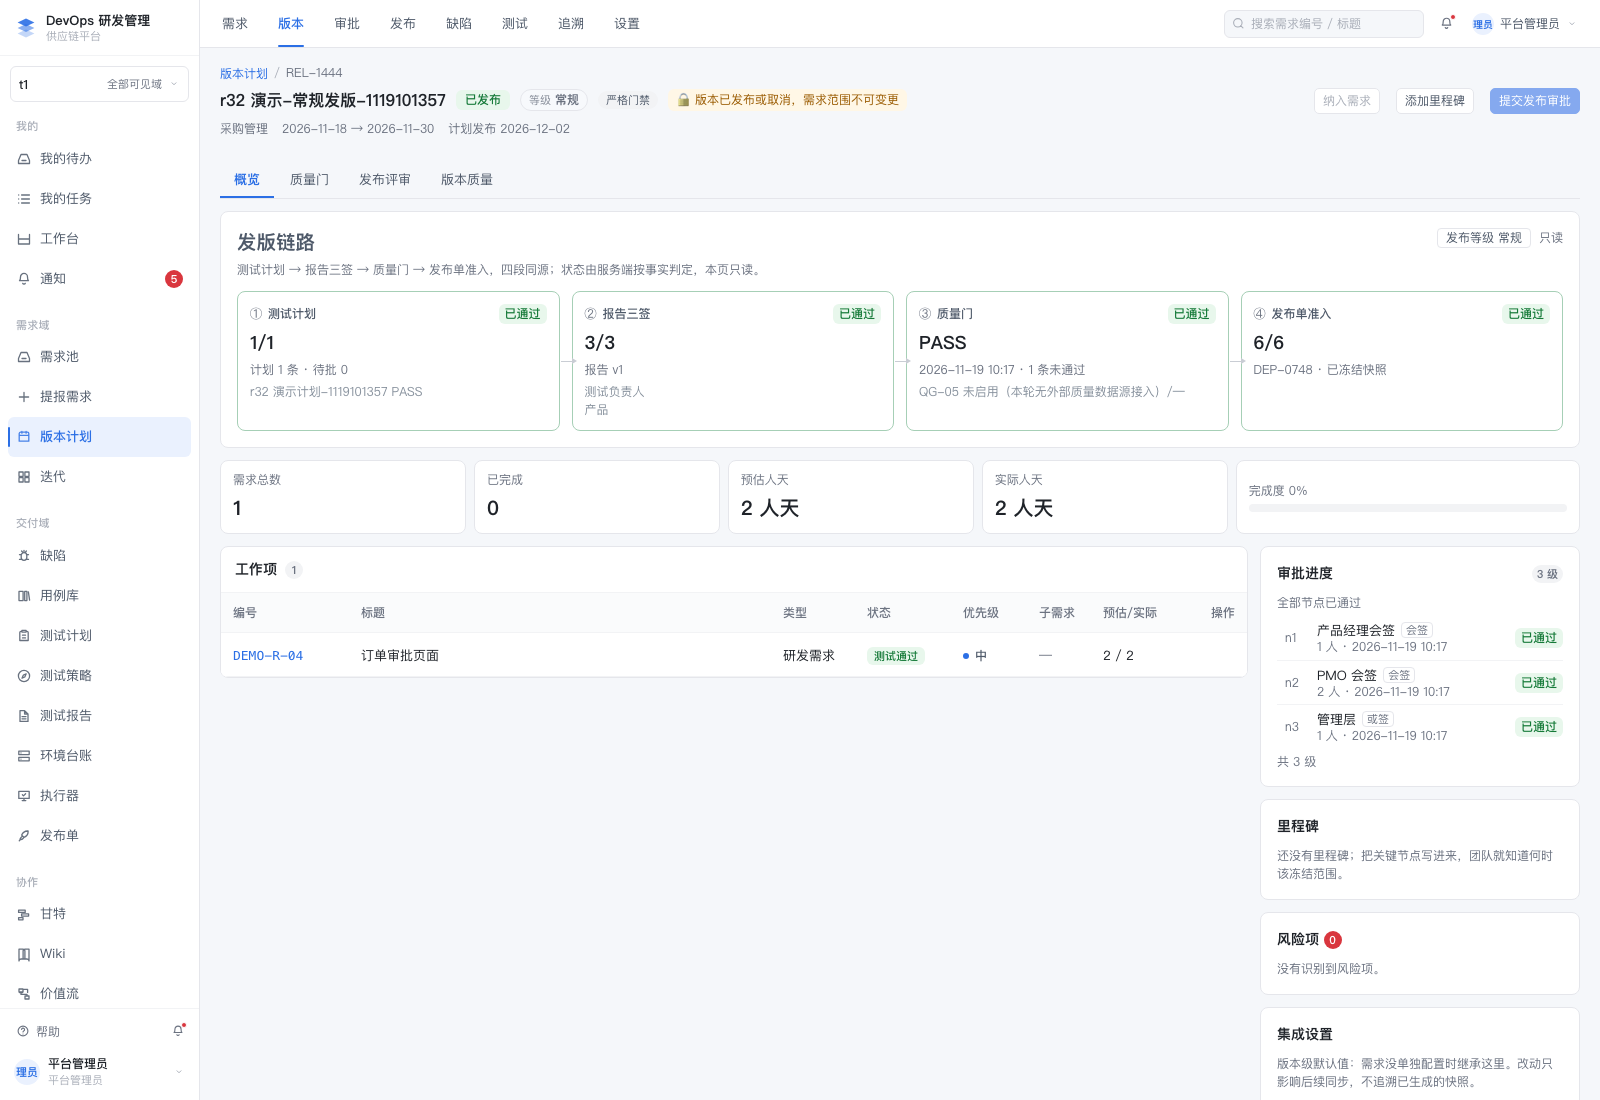 DevOps 研发管理
供应链平台
需求 版本 审批 发布 缺陷 测试 追溯 设置
搜索需求编号 / 标题
理员 平台管理员
t1 全部可见域
我的
我的待办
我的任务
工作台
通知 5
需求域
需求池
提报需求
版本计划
迭代
交付域
缺陷
用例库
测试计划
测试策略
测试报告
环境台账
执行器
发布单
协作
甘特
Wiki
价值流
帮助
理员 平台管理员
平台管理员
版本计划 / REL-1444
r32 演示-常规发版-1119101357 已发布 等级 常规 严格门禁 版本已发布或取消，需求范围不可变更
纳入需求 添加里程碑 提交发布审批
采购管理 2026-11-18 → 2026-11-30 计划发布 2026-12-02
概览 质量门 发布评审 版本质量
发版链路
发布等级 常规 只读
测试计划 → 报告三签 → 质量门 → 发布单准入，四段同源；状态由服务端按事实判定，本页只读。
① 测试计划 已通过
1/1
计划 1 条 · 待批 0
r32 演示计划-1119101357 PASS
② 报告三签 已通过
3/3
报告 v1
测试负责人
产品
③ 质量门 已通过
PASS
2026-11-19 10:17 · 1 条未通过
QG-05 未启用（本轮无外部质量数据源接入）/—
④ 发布单准入 已通过
6/6
DEP-0748 · 已冻结快照
需求总数
1
已完成
0
预估人天
2 人天
实际人天
2 人天
完成度 0%
工作项 1
编号 标题 类型 状态 优先级 子需求 预估/实际 操作
DEMO-R-04 订单审批页面 研发需求 测试通过 中 — 2 / 2
审批进度 3 级
全部节点已通过
n1 产品经理会签 会签 已通过
1 人 · 2026-11-19 10:17
n2 PMO 会签 会签 已通过
2 人 · 2026-11-19 10:17
n3 管理层 或签 已通过
1 人 · 2026-11-19 10:17
共 3 级
里程碑
还没有里程碑；把关键节点写进来，团队就知道何时
该冻结范围。
风险项 0
没有识别到风险项。
集成设置
版本级默认值：需求没单独配置时继承这里。改动只
影响后续同步，不追溯已生成的快照。